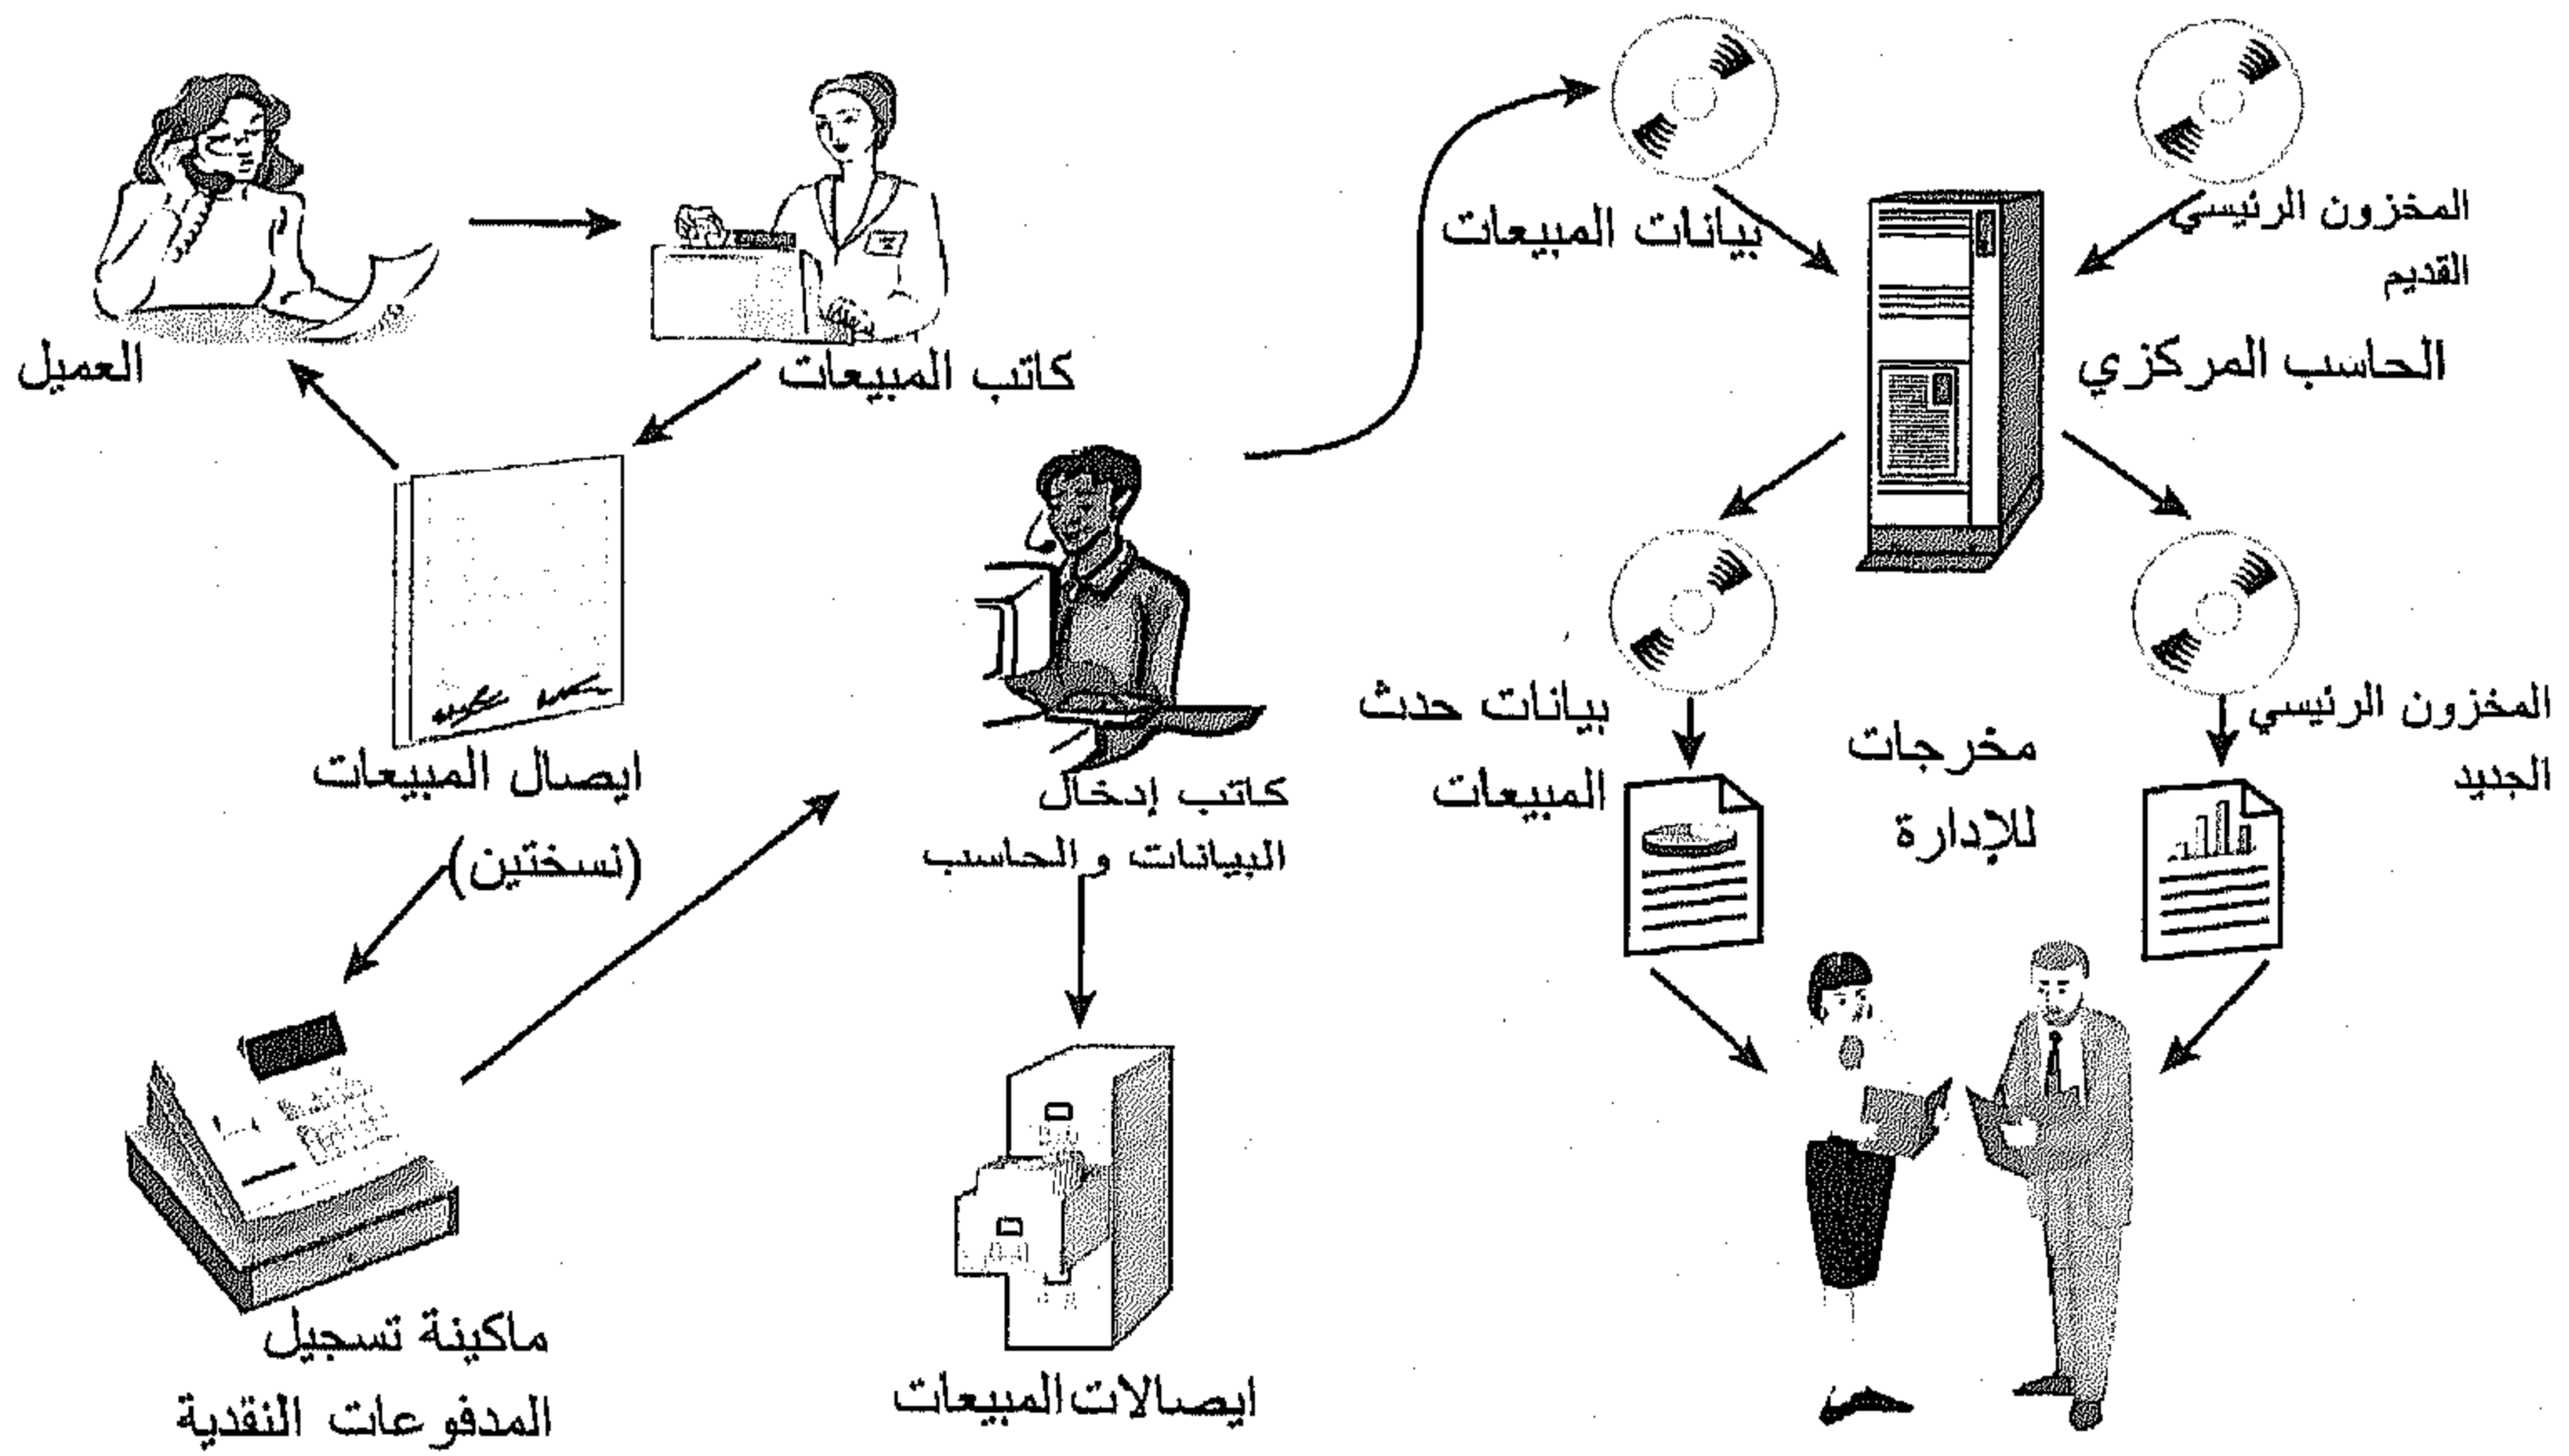 العميل
كاتب المبيعات
ايصال المبيعات
(نسختين)
ماكينة تسجيل
المدفوعات النقدية
كاتب إدخال
البيانات والحاسب
ايصالات المبيعات
بيانات المبيعات
المخزون الرئيسي
القديم
الحاسب المركزي
بيانات حدث
المبيعات
مخرجات
للإدارة
المخزون الرئيسي
الجديد